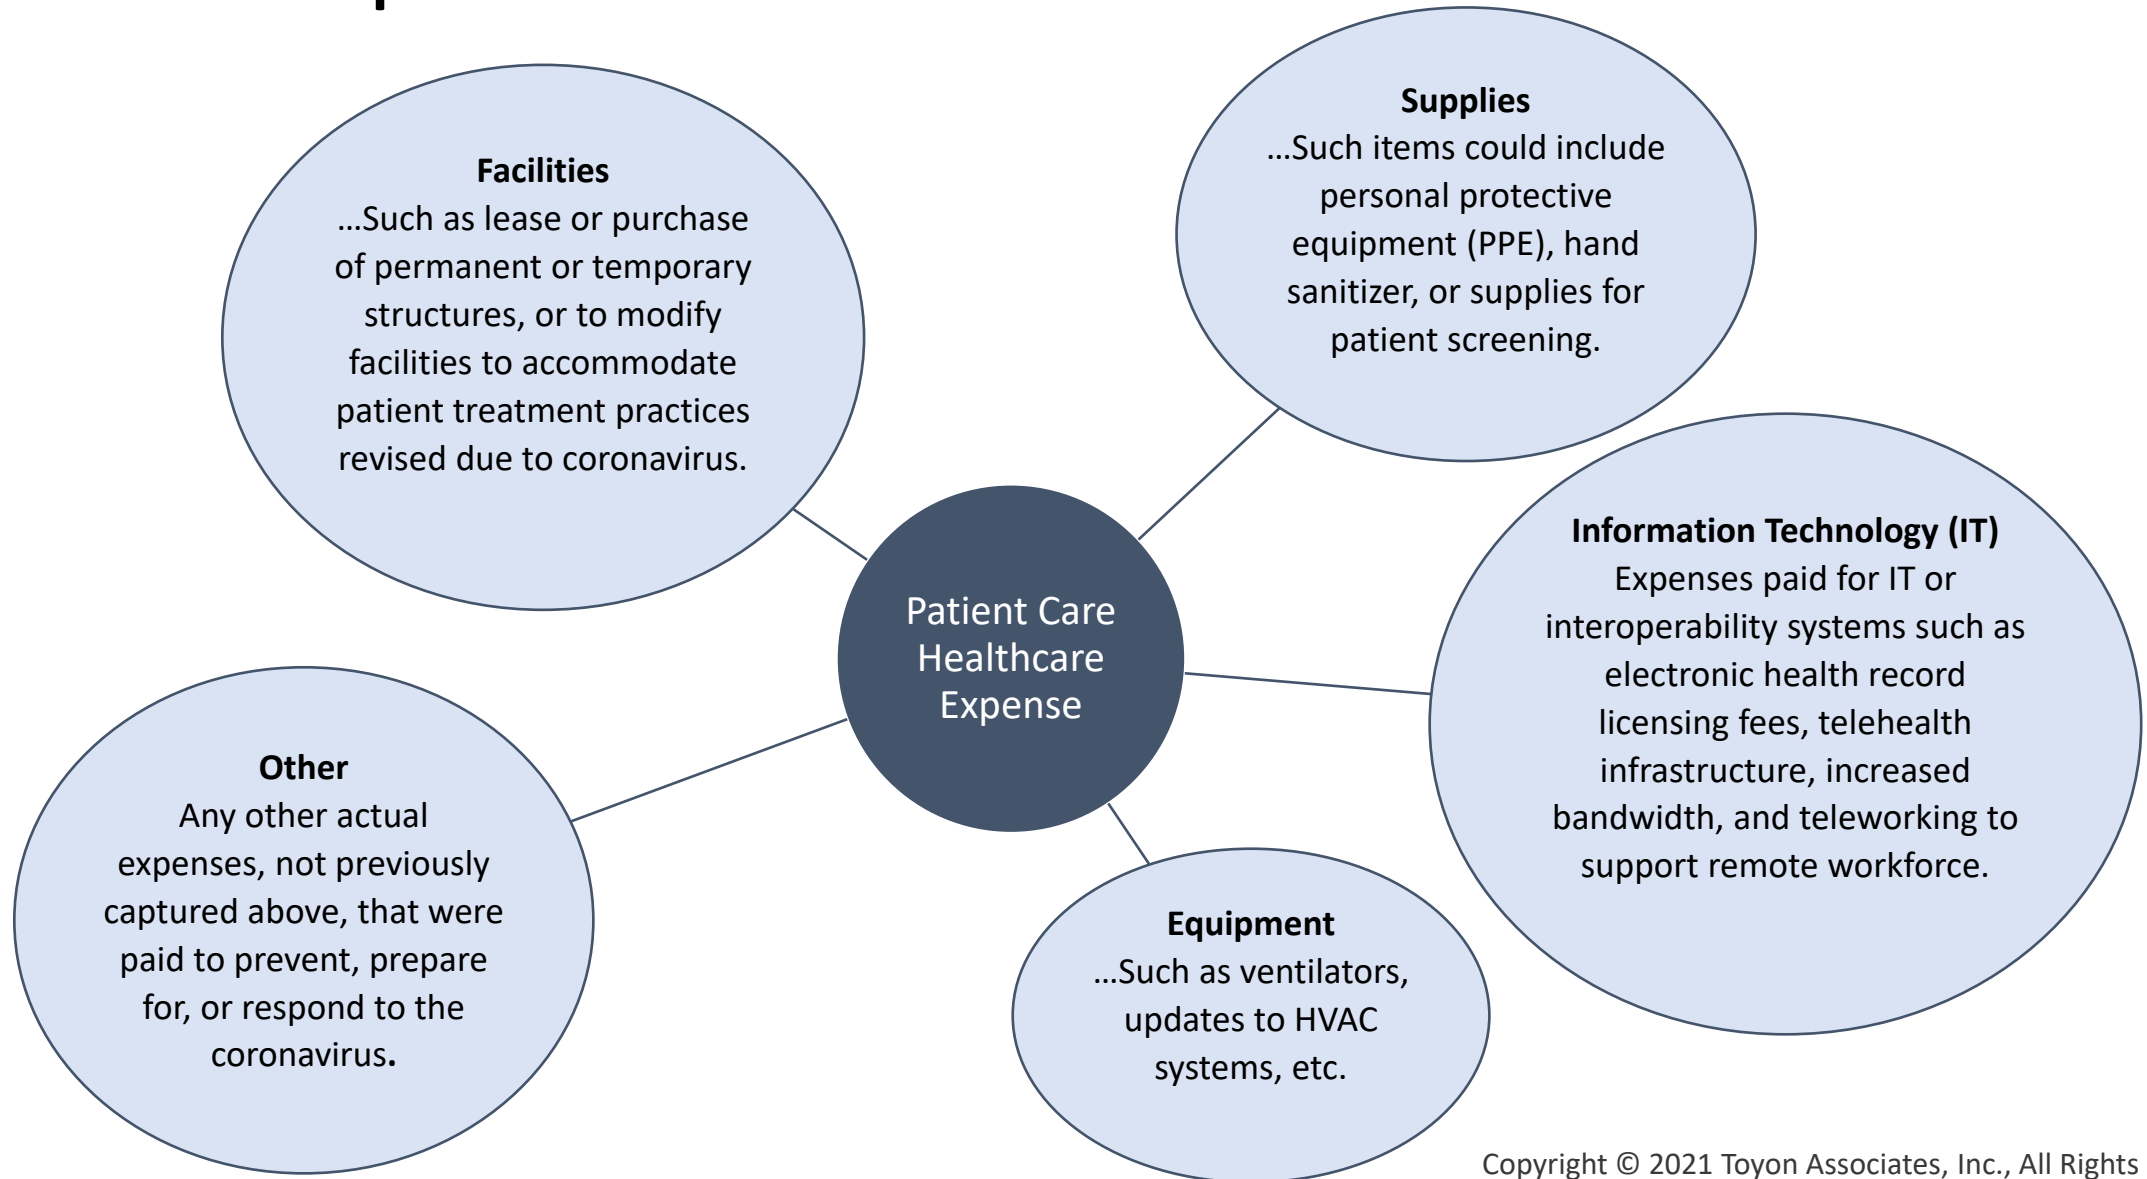 Facilities
...Such as lease or purchase
of permanent or temporary
structures, or to modify
facilities to accommodate
patient treatment practices
revised due to coronavirus.
Supplies
...Such items could include
personal protective
equipment (PPE), hand
sanitizer, or supplies for
patient screening.
Patient Care
Healthcare
Expense
Information Technology (IT)
Expenses paid for IT or
interoperability systems such as
electronic health record
licensing fees, telehealth
infrastructure, increased
bandwidth, and teleworking to
support remote workforce.
Other
Any other actual
expenses, not previously
captured above, that were
paid to prevent, prepare
for, or respond to the
coronavirus.
Equipment
...Such as ventilators,
updates to HVAC
systems, etc.
Copyright © 2021 Toyon Associates, Inc., All Rights